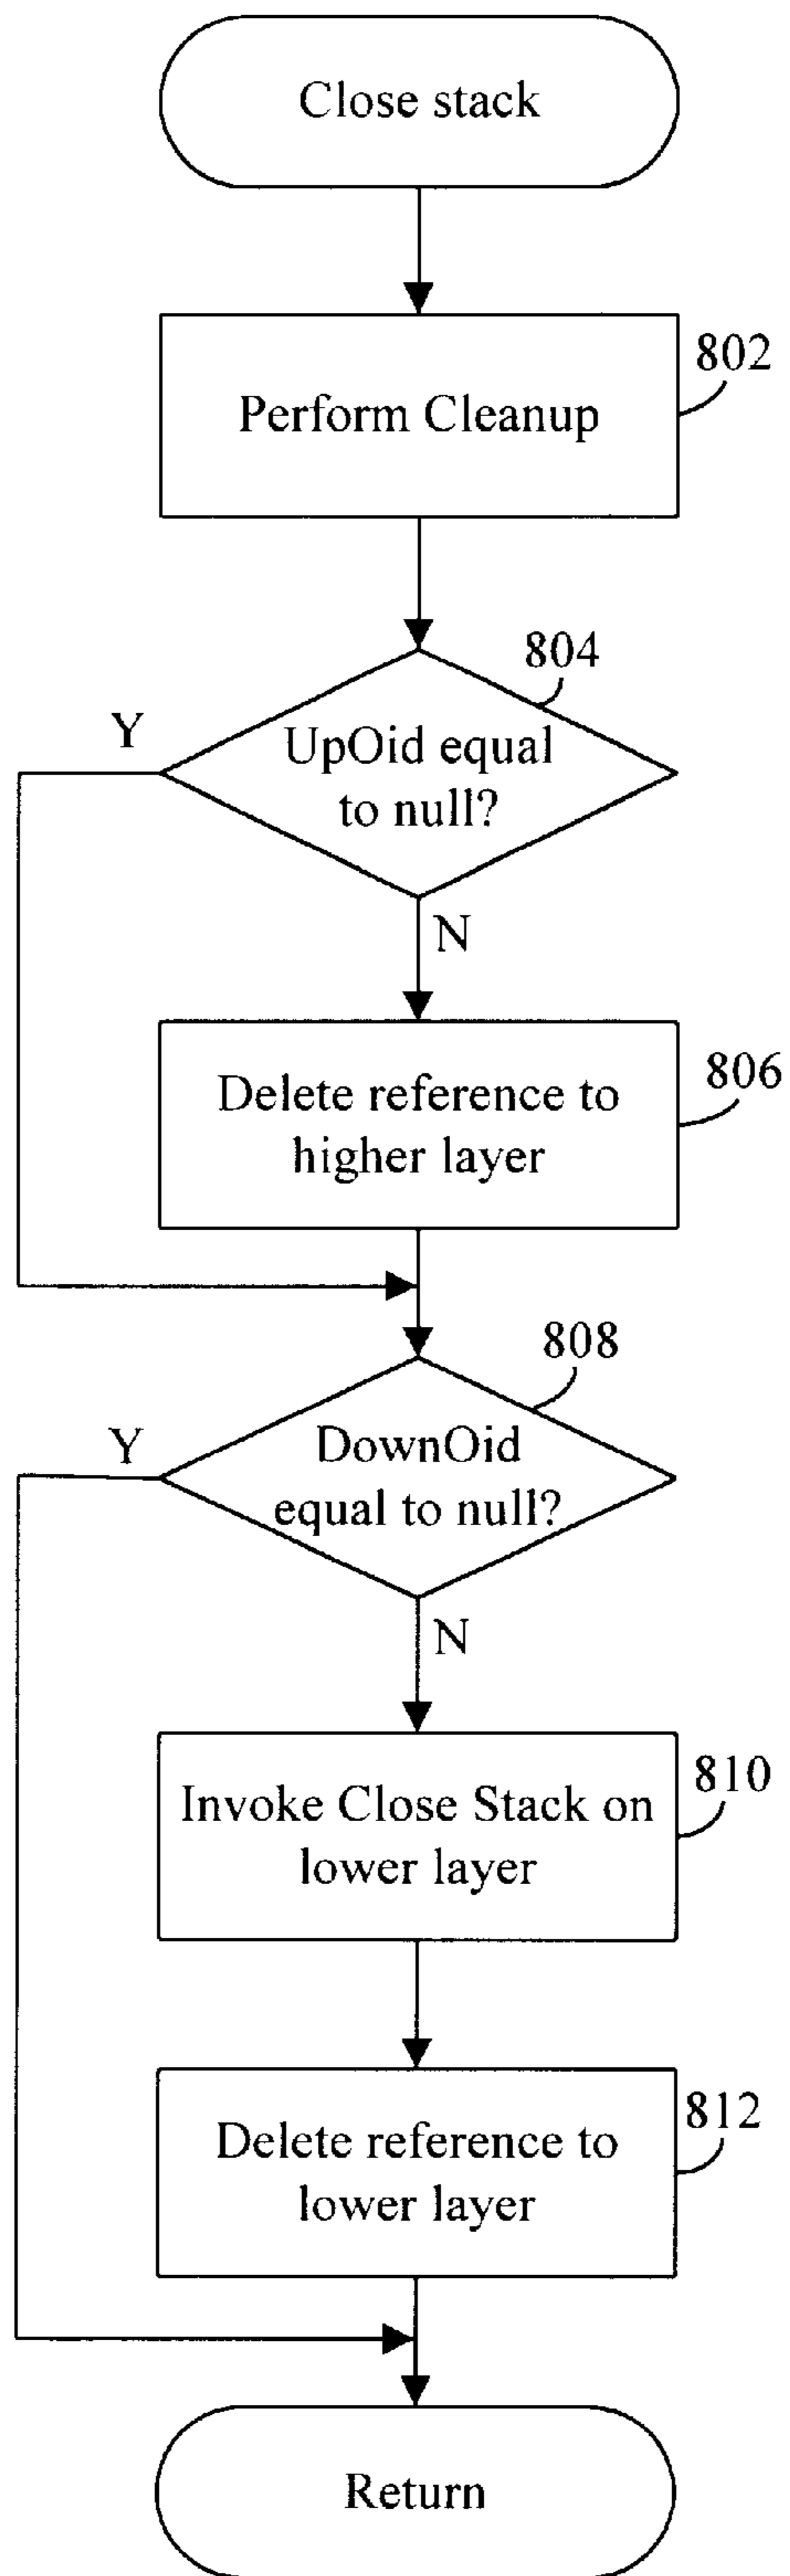 Close stack
802
Perform Cleanup
804
Y
UpOid equal
to null?
N
806
Delete reference to
higher layer
808
Y
DownOid
equal to null?
N
810
Invoke Close Stack on
lower layer
812
Delete reference to
lower layer
Return